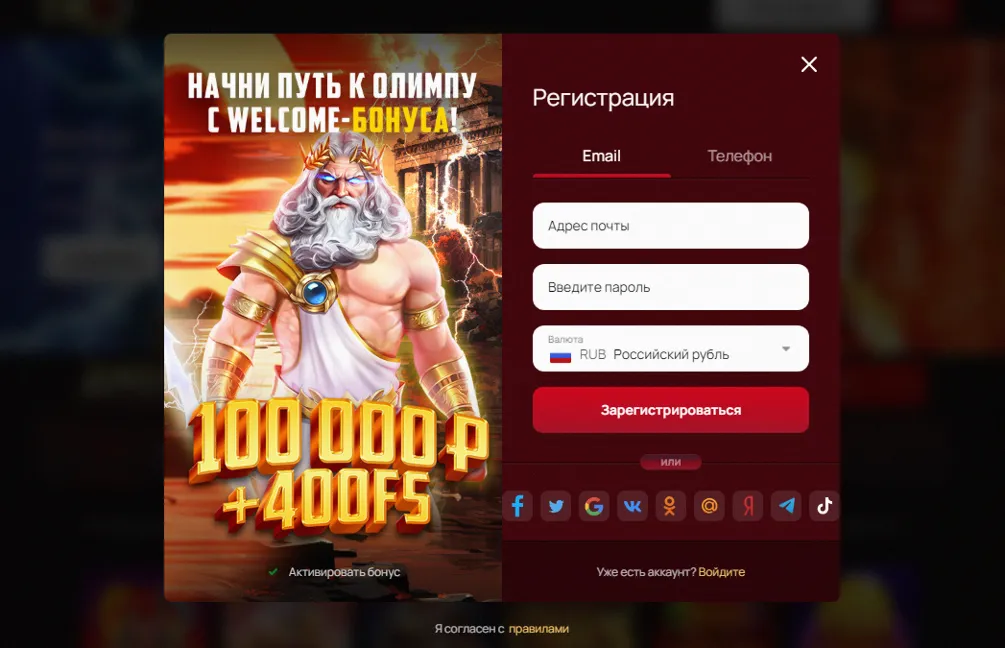 НАЧНИ ПУТЬ К ОЛИМПУ
С WELCOME-БОНУСА!
100 000 ₽
+400FS
Активировать бонус
Регистрация
Email
Телефон
Адрес почты
Введите пароль
Валюта
RUB Российский рубль
Зарегистрироваться
или
Уже есть аккаунт? Войдите
Я согласен с правилами